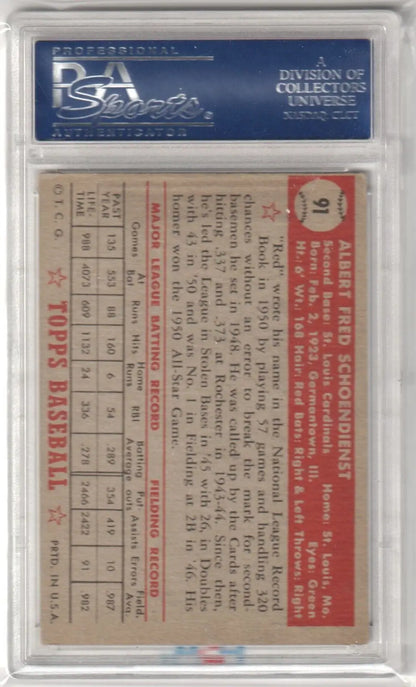 PROFESSIONAL
PSA
Sports
AUTHENTICATOR
A
DIVISION OF
COLLECTORS
UNIVERSE
NASDAQ: CLCT
91
ALBERT FRED SCHOENDIENST
Second Base: St. Louis Cardinals Home: St. Louis, Mo.
Born: Feb. 2, 1923, Germantown, Ill. Eyes: Green
Ht.: 6' Wt.: 168 Hair: Red Bats: Right & Left Throws: Right
"Red" wrote his name in the National League Record
Book in 1950 by playing 57 games and handling 320
chances without an error to break the mark for second-
basemen he set in 1948. He was called up by the Cards after
hitting .337 and .373 at Rochester in 1943-44. Since then,
he's led the League in Stolen Bases in '45 with 26, in Doubles
with 43 in '50 and was No. 1 in Fielding at 2B in '46. His
homer won the 1950 All-Star Game.
MAJOR LEAGUE BATTING RECORD FIELDING RECORD
Games At Bat Runs Hits Home Runs RBI Batting Average Put outs Assists Errors Field. Avg.
PAST YEAR 135 553 88 160 6 54 .289 354 419 10 .987
LIFE-TIME 988 4073 609 1132 24 336 .278 2466 2422 91 .982
© T. C. G. TOPPS BASEBALL PRTD. IN U.S.A.